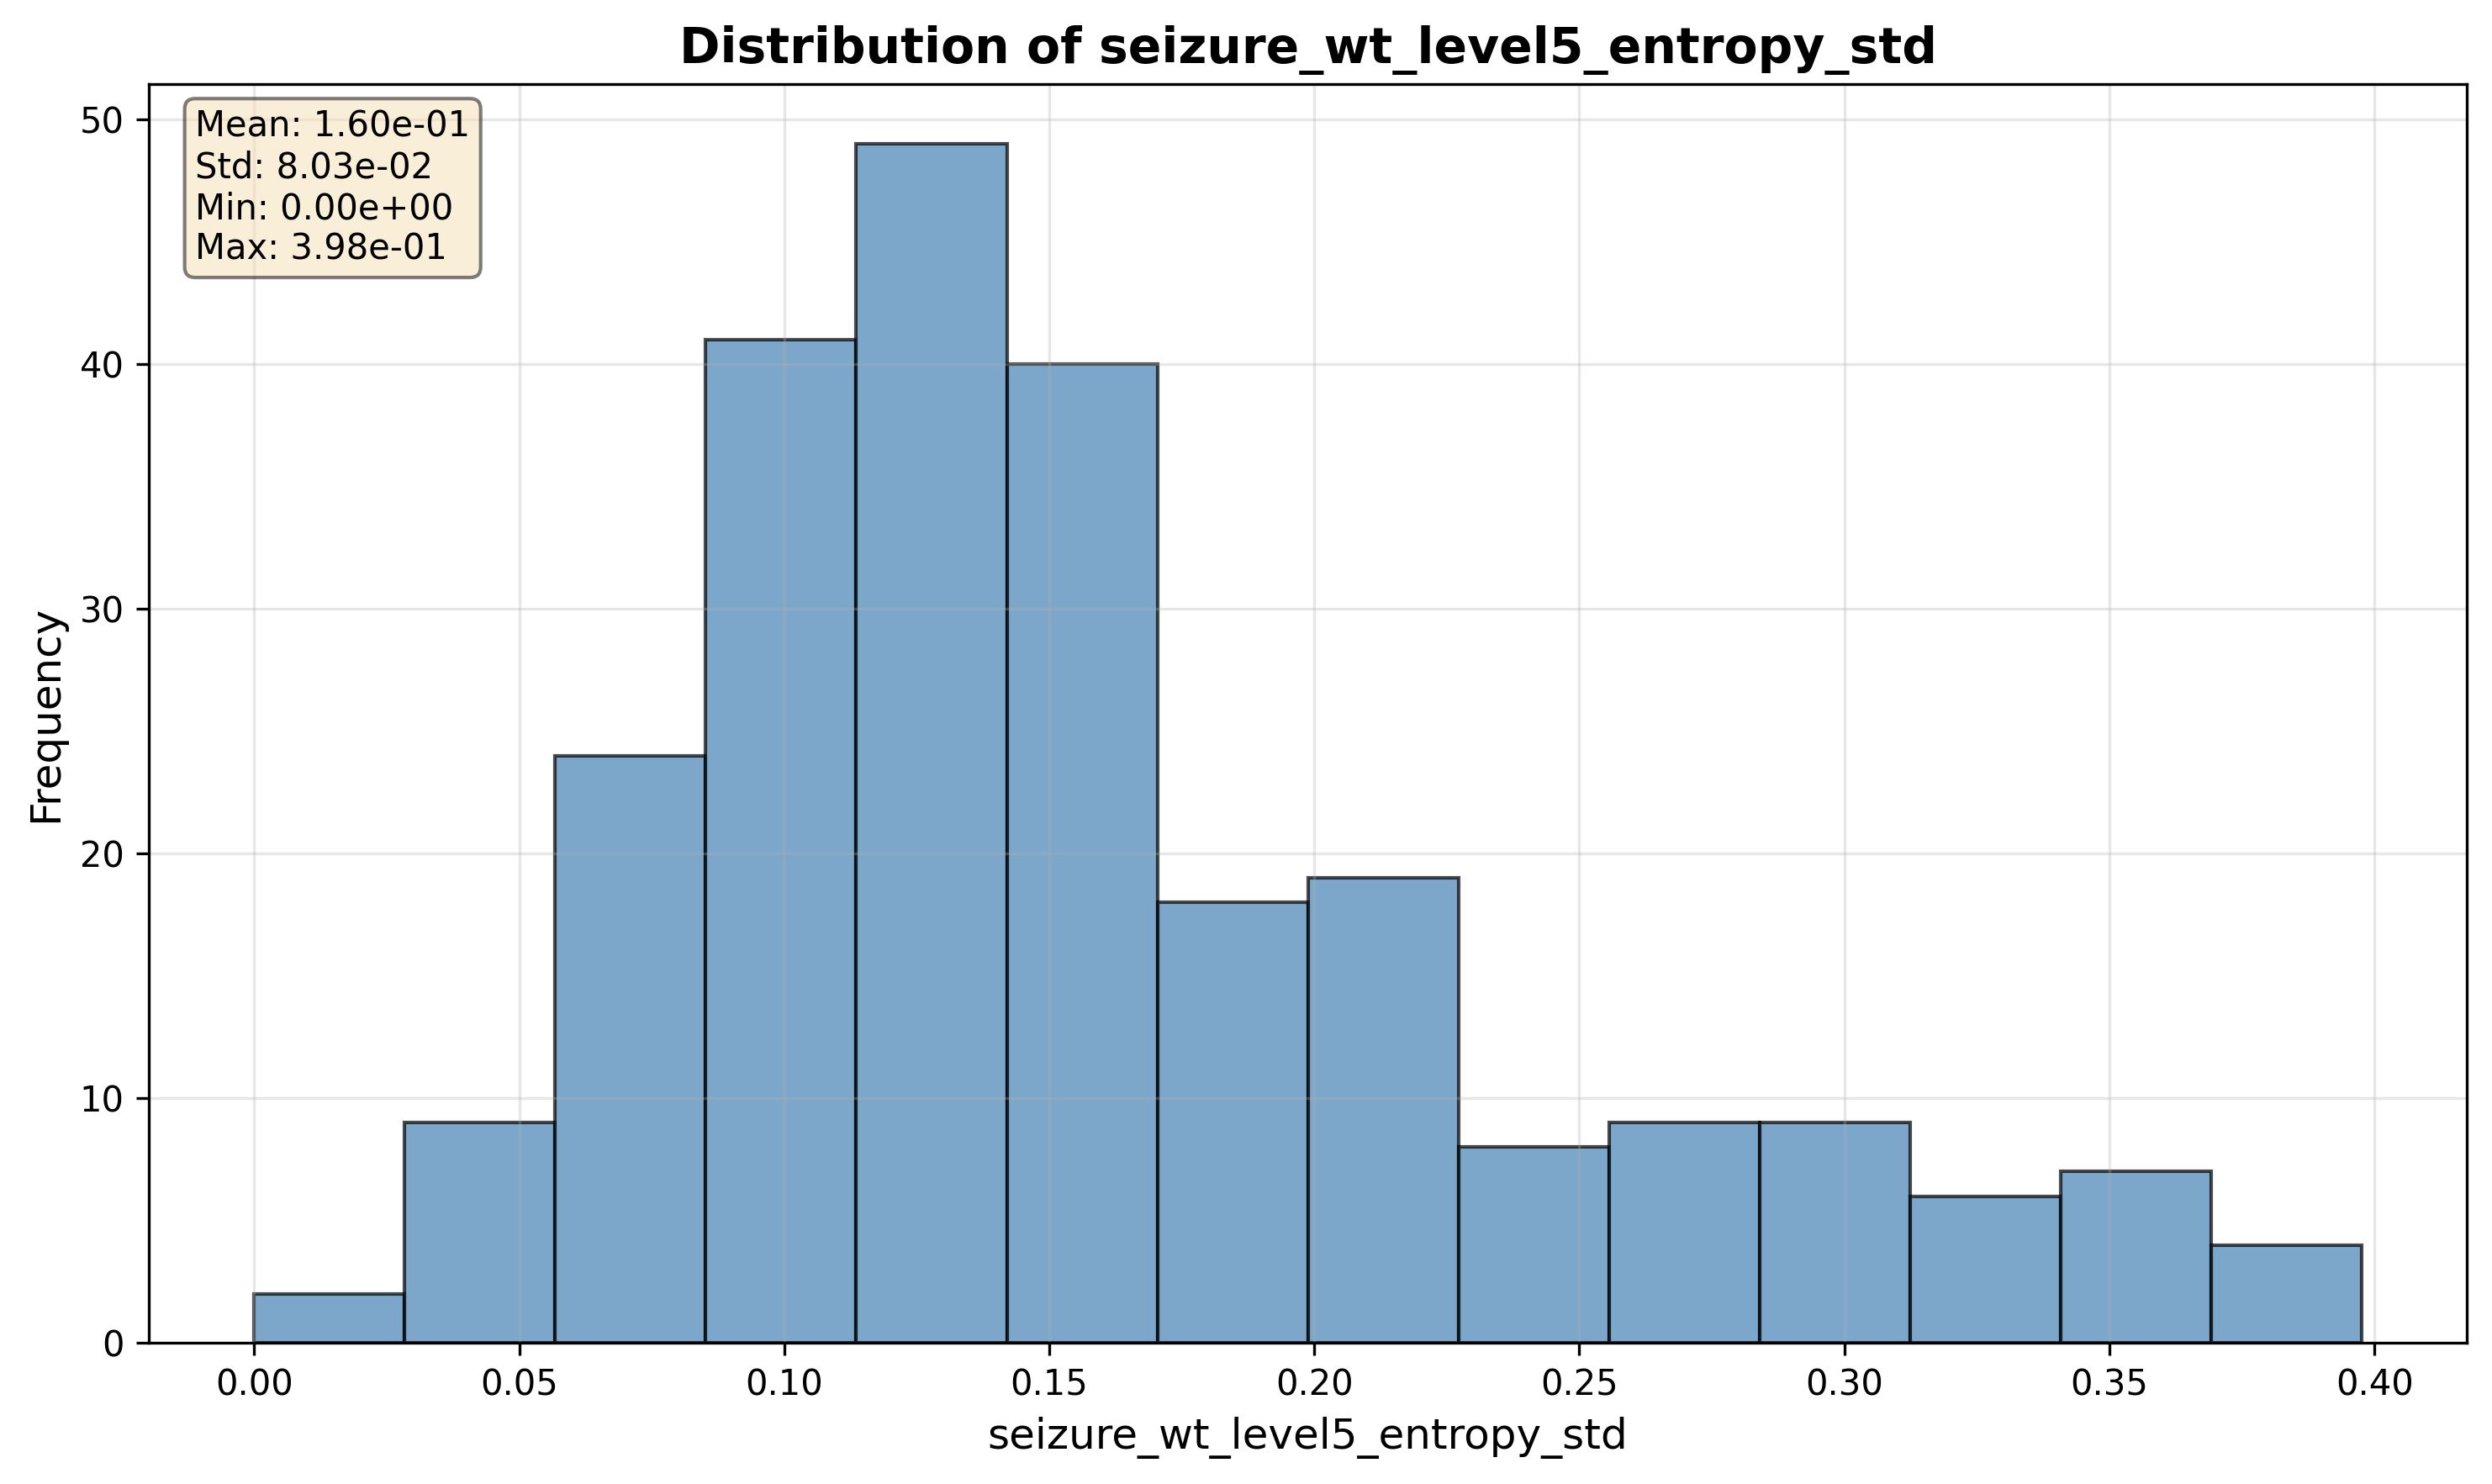 Distribution of seizure_wt_level5_entropy_std
Mean: 1.60e-01
Std: 8.03e-02
Min: 0.00e+00
Max: 3.98e-01
Frequency
50
40
30
20
10
0
0.00 0.05 0.10 0.15 0.20 0.25 0.30 0.35 0.40
seizure_wt_level5_entropy_std